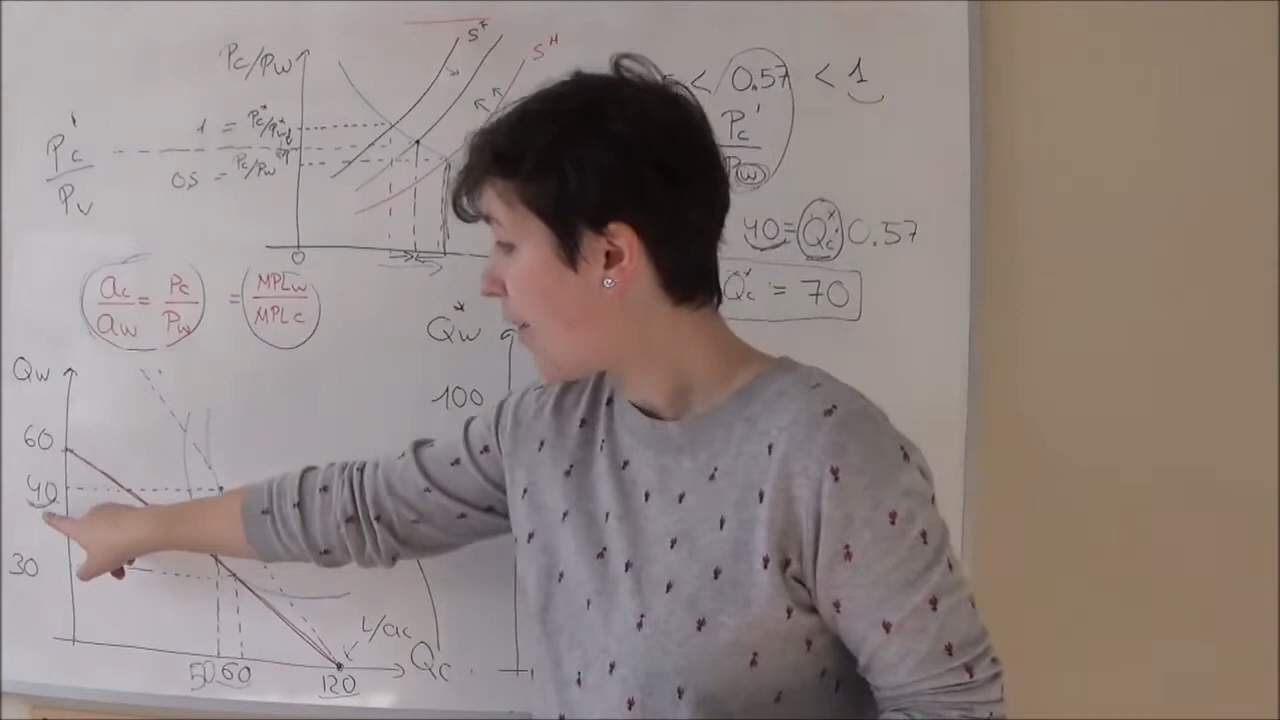 Pc/Pw
S*
S^H
< 0.57 < 1
Pc'
Pw
1 = Pc*/Pw*
Pc'
Pw
0.5 = Pc/Pw
40 = Qc* 0.57
Qc* = 70
0
ac/aw = Pc/Pw = MPLw/MPLc
Qw*
Qw
100
60
40
30
L/ac
Qc
50 60
120